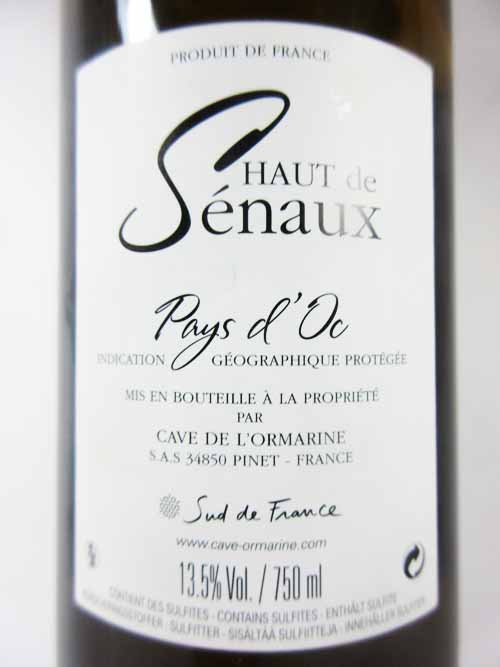 PRODUIT DE FRANCE
HAUT de
Sénaux
Pays d'Oc
INDICATION GÉOGRAPHIQUE PROTÉGÉE
MIS EN BOUTEILLE À LA PROPRIÉTÉ
PAR
CAVE DE L'ORMARINE
S.A.S 34850 PINET - FRANCE
Sud de France
www.cave-ormarine.com
13.5% Vol. / 750 ml
CONTIENT DES SULFITES - CONTAINS SULFITES - ENTHÄLT SULFITE
SULFITTER - SISÄLTÄÄ SULFIITTEJA - INNEHÅLLER SULFITER